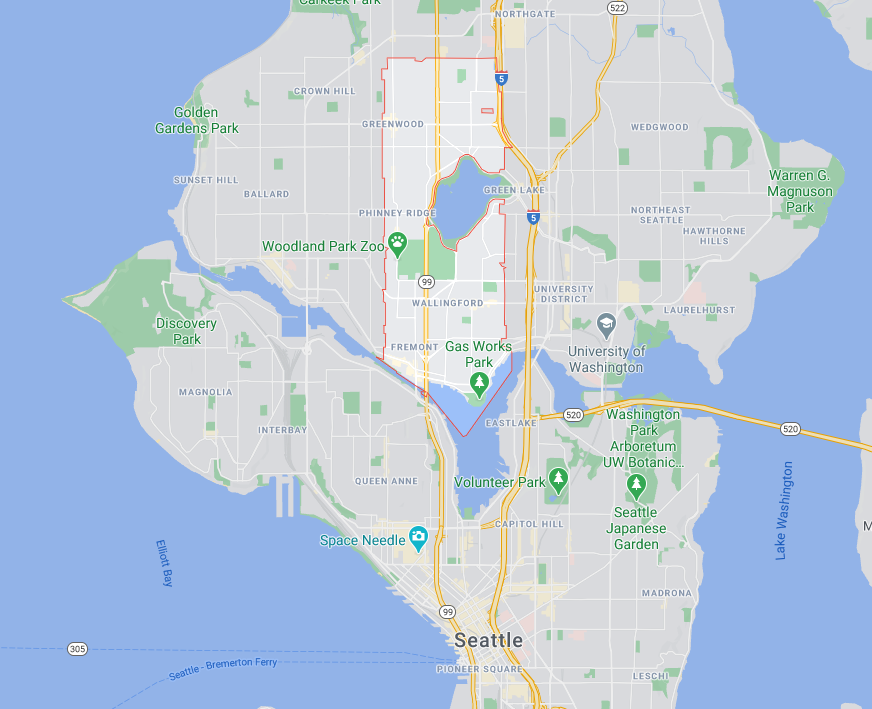 Carkeek Park
522
NORTHGATE
5
CROWN HILL
Golden
Gardens Park
GREENWOOD
WEDGWOOD
SUNSET HILL
BALLARD
GREEN LAKE
Warren G.
Magnuson
Park
PHINNEY RIDGE
5
NORTHEAST
SEATTLE
HAWTHORNE
HILLS
Woodland Park Zoo
99
WALLINGFORD
UNIVERSITY
DISTRICT
LAURELHURST
Discovery
Park
FREMONT
Gas Works
Park
University of
Washington
MAGNOLIA
INTERBAY
EASTLAKE
520
Washington
Park
Arboretum
UW Botanic...
520
QUEEN ANNE
Volunteer Park
Lake Washington
Seattle
Japanese
Garden
CAPITOL HILL
Space Needle
Elliott Bay
M
MADRONA
99
Seattle
305
Seattle - Bremerton Ferry
PIONEER SQUARE
LESCHI